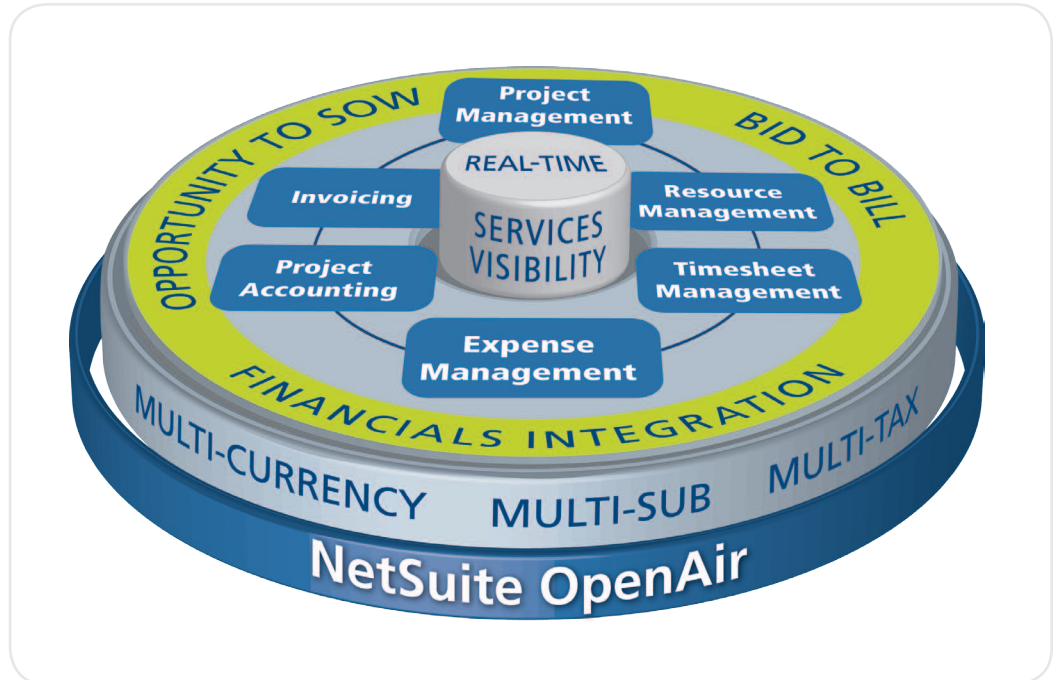 OPPORTUNITY TO SOW
BID TO BILL
Project
Management
REAL-TIME
SERVICES
VISIBILITY
Invoicing
Resource
Management
Project
Accounting
Timesheet
Management
Expense
Management
FINANCIALS INTEGRATION
MULTI-CURRENCY
MULTI-SUB
MULTI-TAX
NetSuite OpenAir